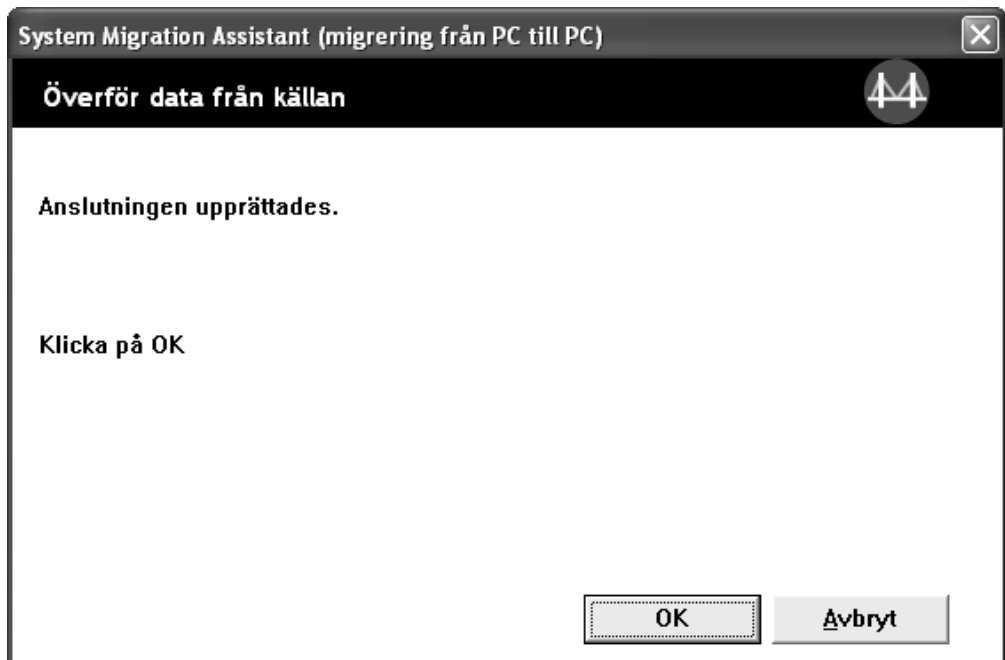 System Migration Assistant (migrering från PC till PC)
Överför data från källan
Anslutningen upprättades.
Klicka på OK
OK Avbryt